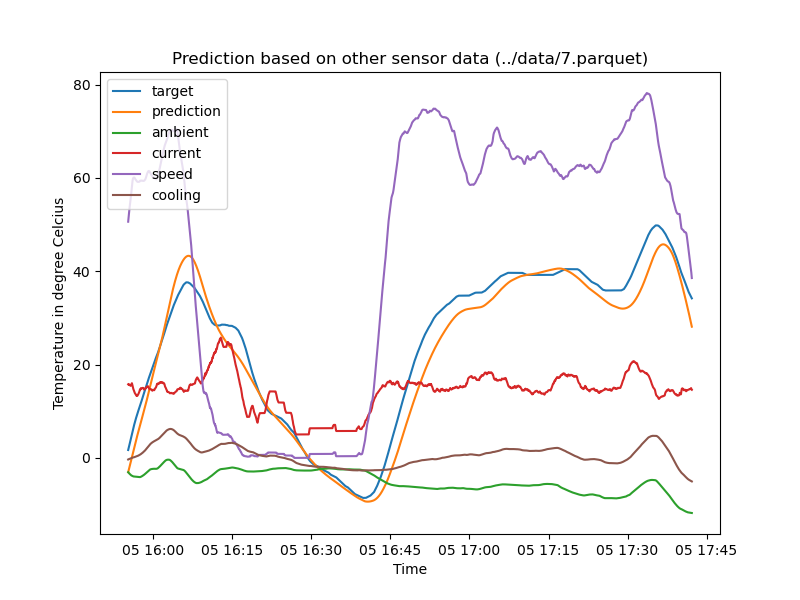 Prediction based on other sensor data (../data/7.parquet)
target
prediction
ambient
current
speed
cooling
80
60
40
20
0
Temperature in degree Celcius
05 16:00 05 16:15 05 16:30 05 16:45 05 17:00 05 17:15 05 17:30 05 17:45
Time